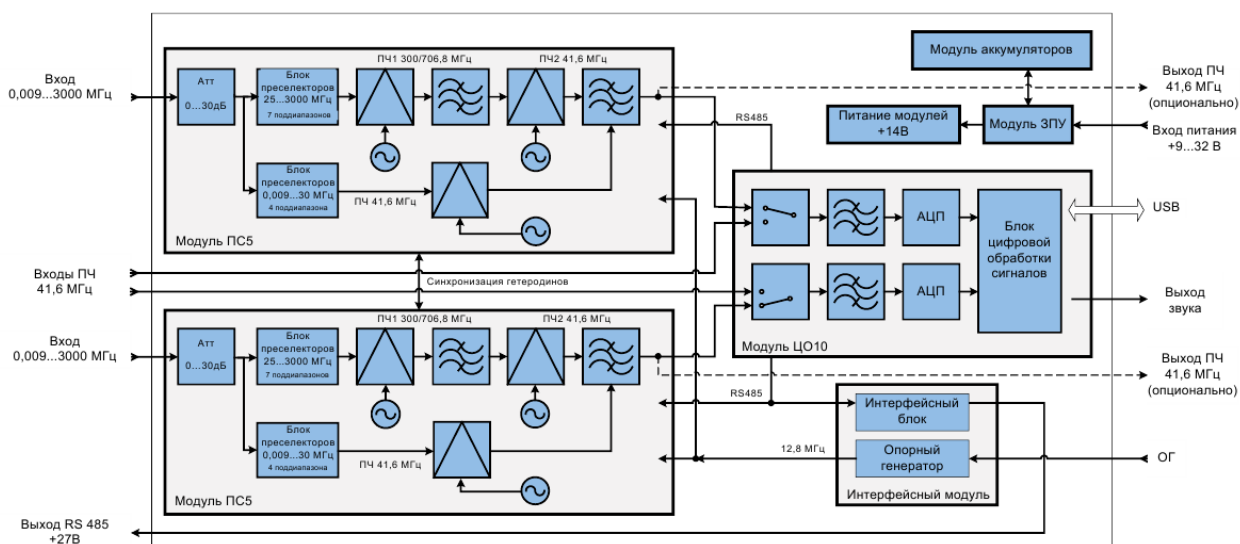 Вход
0,009...3000 МГц
Атт
0...30дБ
Блок
преселекторов
25...3000 МГц
7 поддиапазонов
ПЧ1 300/706,8 МГц
ПЧ2 41,6 МГц
Блок
преселекторов
0,009...30 МГц
4 поддиапазона
ПЧ 41,6 МГц
Модуль ПС5
RS485
Модуль аккумуляторов
Питание модулей
+14В
Модуль ЗПУ
Выход ПЧ
41,6 МГц
(опционально)
Вход питания
+9...32 В
Входы ПЧ
41,6 МГц
Синхронизация гетеродинов
АЦП
АЦП
Блок
цифровой
обработки
сигналов
Модуль ЦО10
USB
Выход
звука
Вход
0,009...3000 МГц
Атт
0...30дБ
Блок
преселекторов
25...3000 МГц
7 поддиапазонов
ПЧ1 300/706,8 МГц
ПЧ2 41,6 МГц
Блок
преселекторов
0,009...30 МГц
4 поддиапазона
ПЧ 41,6 МГц
Модуль ПС5
RS485
12,8 МГц
Интерфейсный
блок
Опорный
генератор
Интерфейсный модуль
Выход ПЧ
41,6 МГц
(опционально)
ОГ
Выход RS 485
+27В